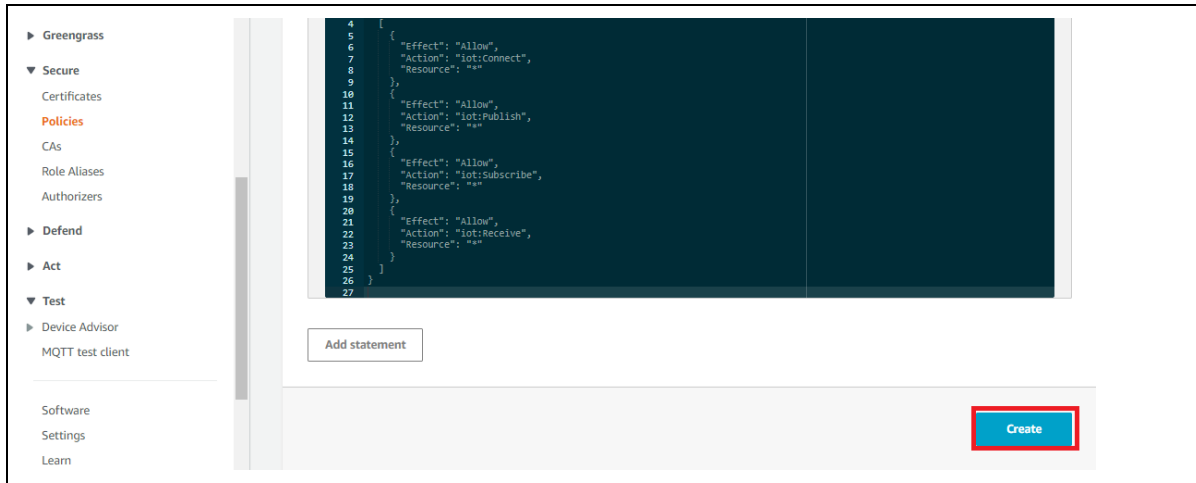 Greengrass
Secure
Certificates
Policies
CAs
Role Aliases
Authorizers
Defend
Act
Test
Device Advisor
MQTT test client
Software
Settings
Learn
4 [
5 {
6 "Effect": "Allow",
7 "Action": "iot:Connect",
8 "Resource": "*"
9 },
10 {
11 "Effect": "Allow",
12 "Action": "iot:Publish",
13 "Resource": "*"
14 },
15 {
16 "Effect": "Allow",
17 "Action": "iot:Subscribe",
18 "Resource": "*"
19 },
20 {
21 "Effect": "Allow",
22 "Action": "iot:Receive",
23 "Resource": "*"
24 }
25 ]
26 }
27
Add statement
Create